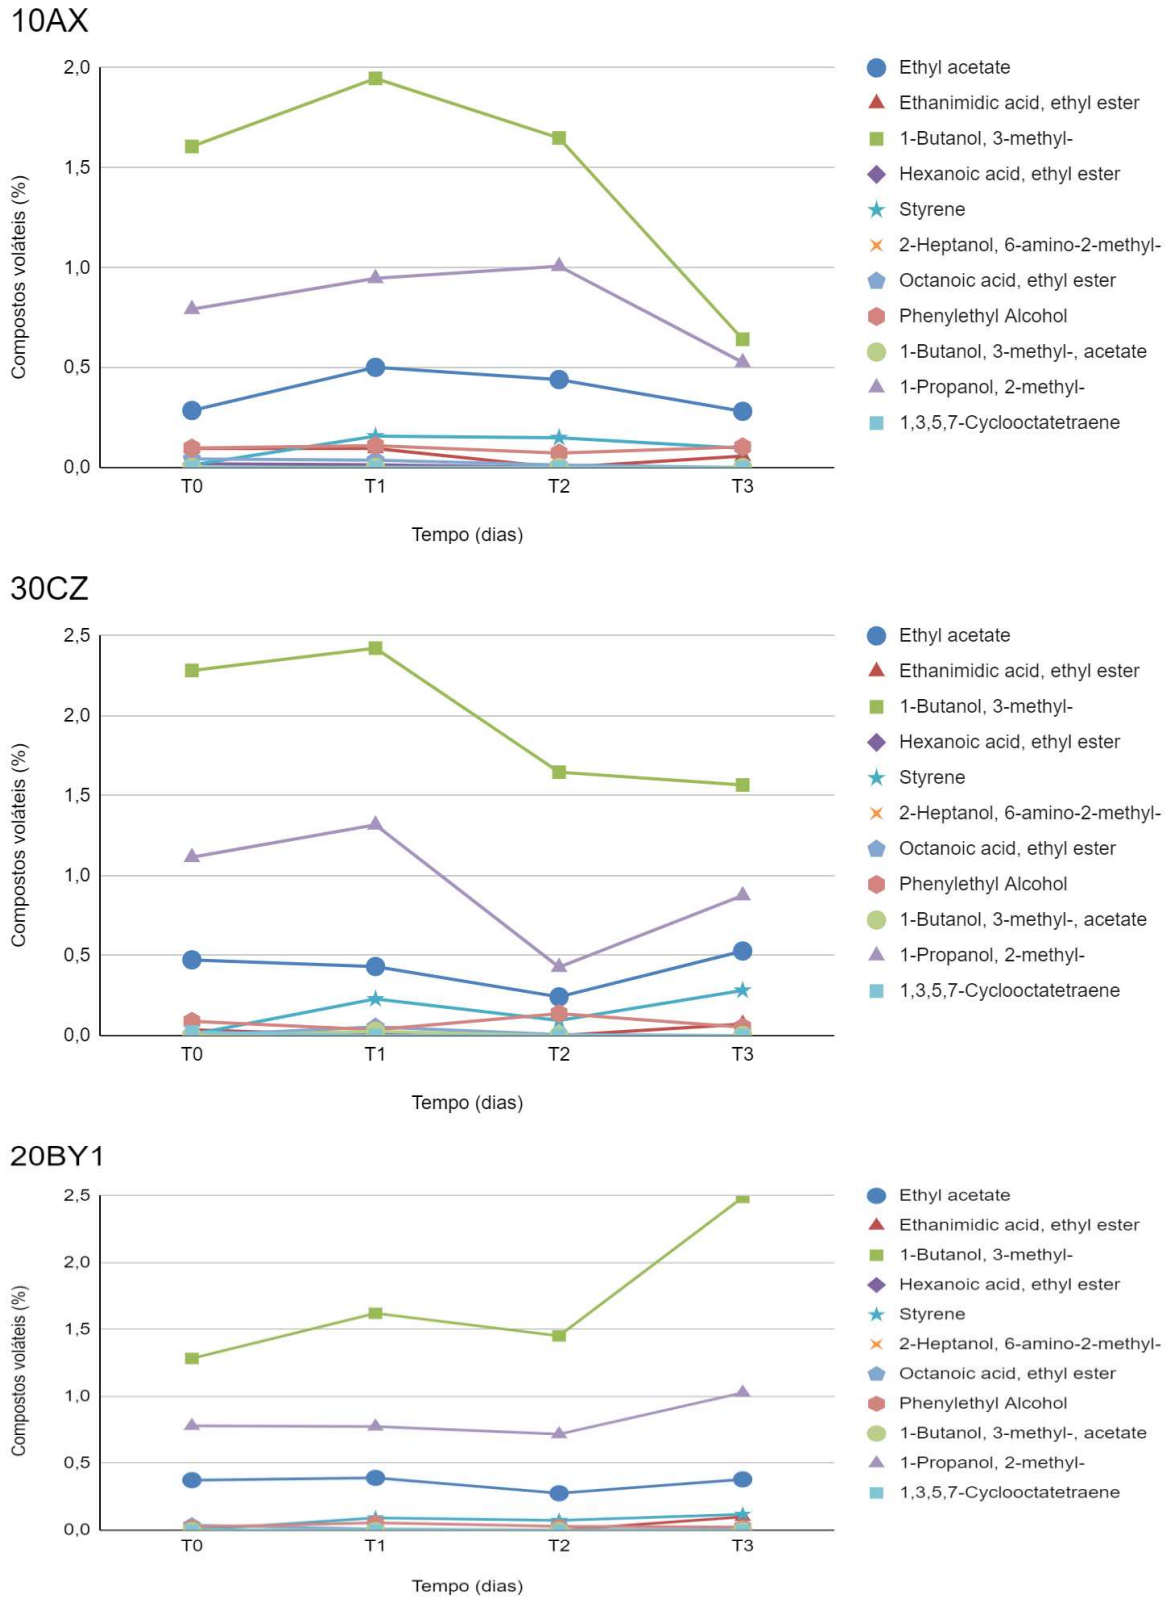 10AX
2,0
1,5
1,0
0,5
0,0
Compostos voláteis (%)
T0 T1 T2 T3
Tempo (dias)
Ethyl acetate
Ethanimidic acid, ethyl ester
1-Butanol, 3-methyl-
Hexanoic acid, ethyl ester
Styrene
2-Heptanol, 6-amino-2-methyl-
Octanoic acid, ethyl ester
Phenylethyl Alcohol
1-Butanol, 3-methyl-, acetate
1-Propanol, 2-methyl-
1,3,5,7-Cyclooctatetraene
30CZ
2,5
2,0
1,5
1,0
0,5
0,0
Compostos voláteis (%)
T0 T1 T2 T3
Tempo (dias)
Ethyl acetate
Ethanimidic acid, ethyl ester
1-Butanol, 3-methyl-
Hexanoic acid, ethyl ester
Styrene
2-Heptanol, 6-amino-2-methyl-
Octanoic acid, ethyl ester
Phenylethyl Alcohol
1-Butanol, 3-methyl-, acetate
1-Propanol, 2-methyl-
1,3,5,7-Cyclooctatetraene
20BY1
2,5
2,0
1,5
1,0
0,5
0,0
Compostos voláteis (%)
T0 T1 T2 T3
Tempo (dias)
Ethyl acetate
Ethanimidic acid, ethyl ester
1-Butanol, 3-methyl-
Hexanoic acid, ethyl ester
Styrene
2-Heptanol, 6-amino-2-methyl-
Octanoic acid, ethyl ester
Phenylethyl Alcohol
1-Butanol, 3-methyl-, acetate
1-Propanol, 2-methyl-
1,3,5,7-Cyclooctatetraene